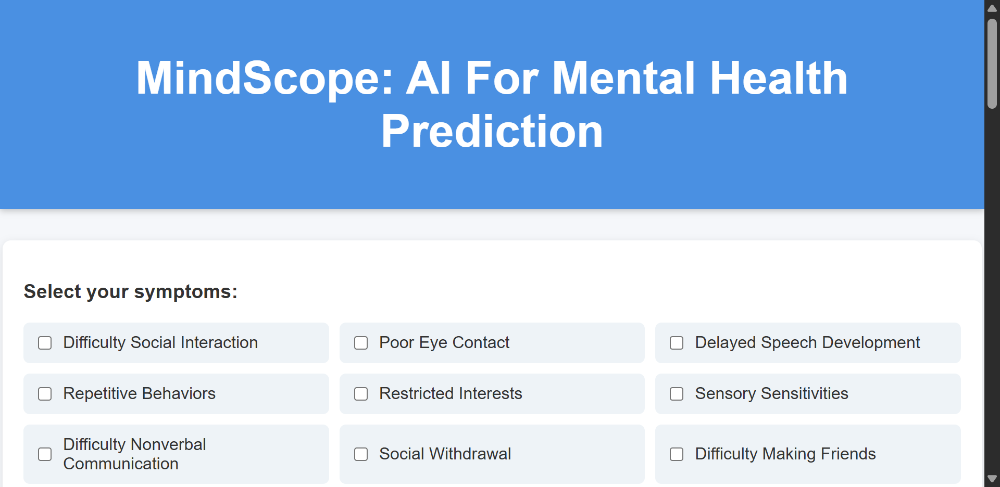 MindScope: AI For Mental Health
Prediction
Select your symptoms:
Difficulty Social Interaction
Poor Eye Contact
Delayed Speech Development
Repetitive Behaviors
Restricted Interests
Sensory Sensitivities
Difficulty Nonverbal
Communication
Social Withdrawal
Difficulty Making Friends